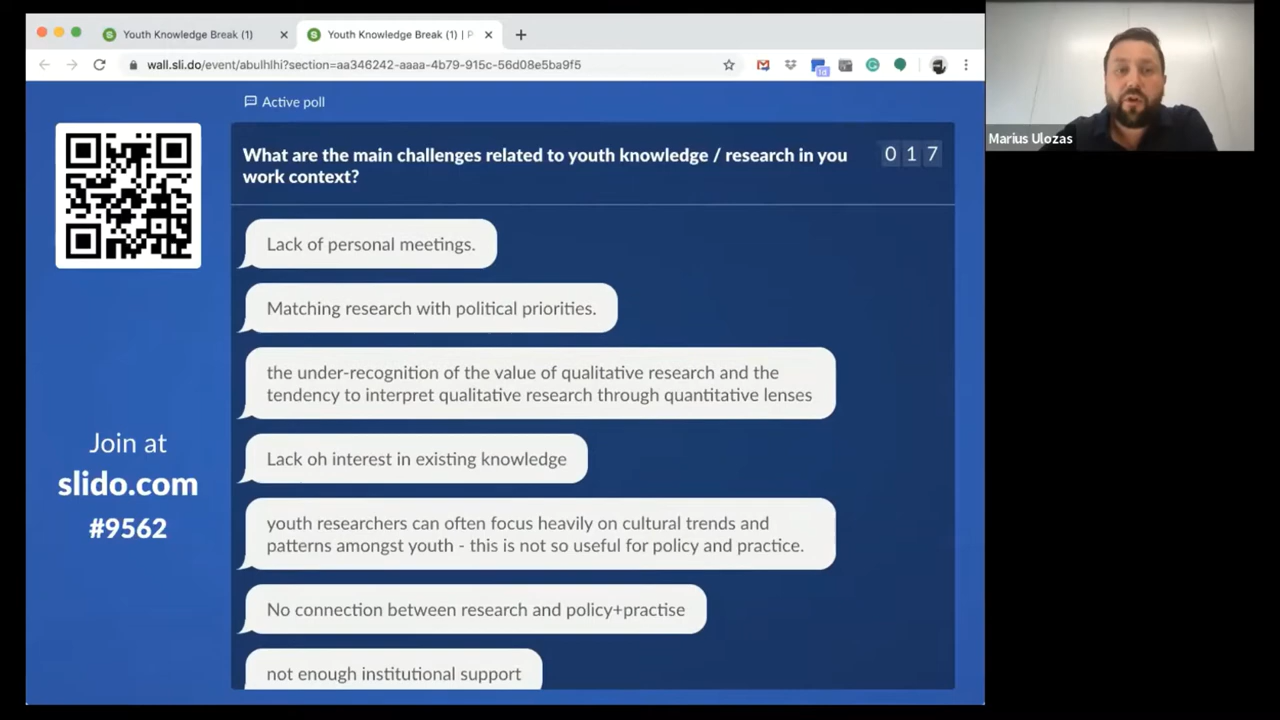 Youth Knowledge Break (1)
Youth Knowledge Break (1) | P
wall.sli.do/event/abulhlhi?section=aa346242-aaaa-4b79-915c-56d08e5ba9f5
Active poll
What are the main challenges related to youth knowledge / research in you
work context?
0 1 7
Lack of personal meetings.
Matching research with political priorities.
the under-recognition of the value of qualitative research and the
tendency to interpret qualitative research through quantitative lenses
Lack oh interest in existing knowledge
youth researchers can often focus heavily on cultural trends and
patterns amongst youth - this is not so useful for policy and practice.
No connection between research and policy+practise
not enough institutional support
Join at
slido.com
#9562
Marius Ulozas